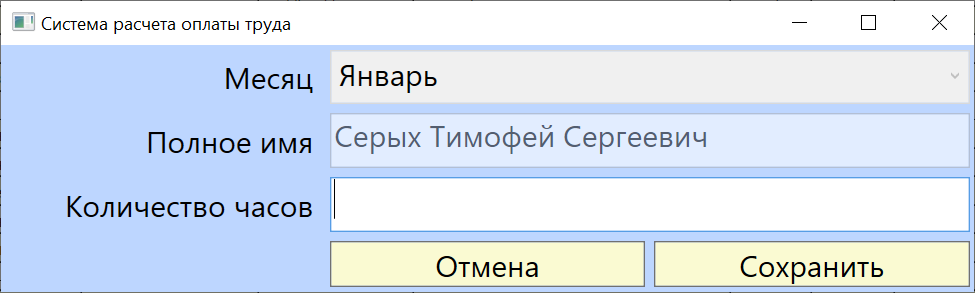 Система расчета оплаты труда
Месяц Январь
Полное имя Серых Тимофей Сергеевич
Количество часов
Отмена Сохранить